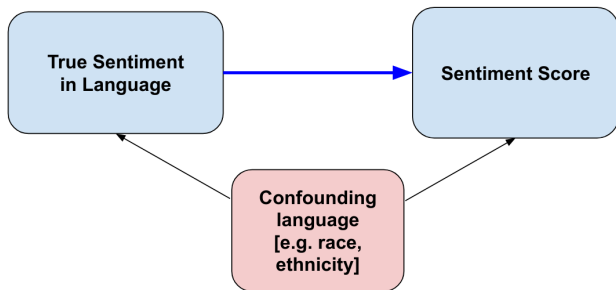 True Sentiment
in Language
Sentiment Score
Confounding
language
[e.g. race,
ethnicity]